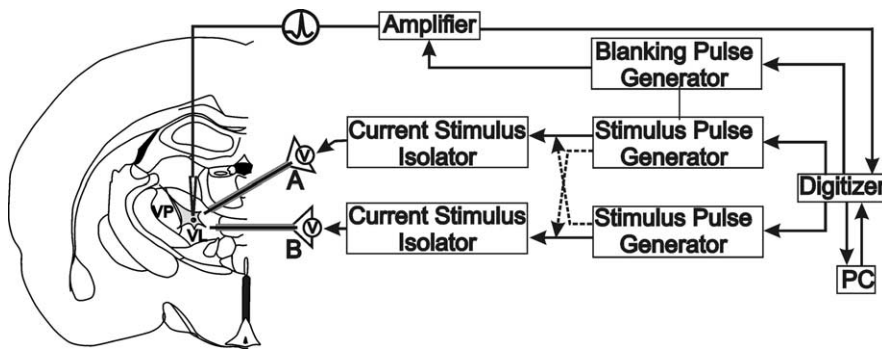 Amplifier
Blanking Pulse
Generator
Current Stimulus
Isolator
Stimulus Pulse
Generator
V
A
Digitizer
VP
VL
V
B
Current Stimulus
Isolator
Stimulus Pulse
Generator
PC